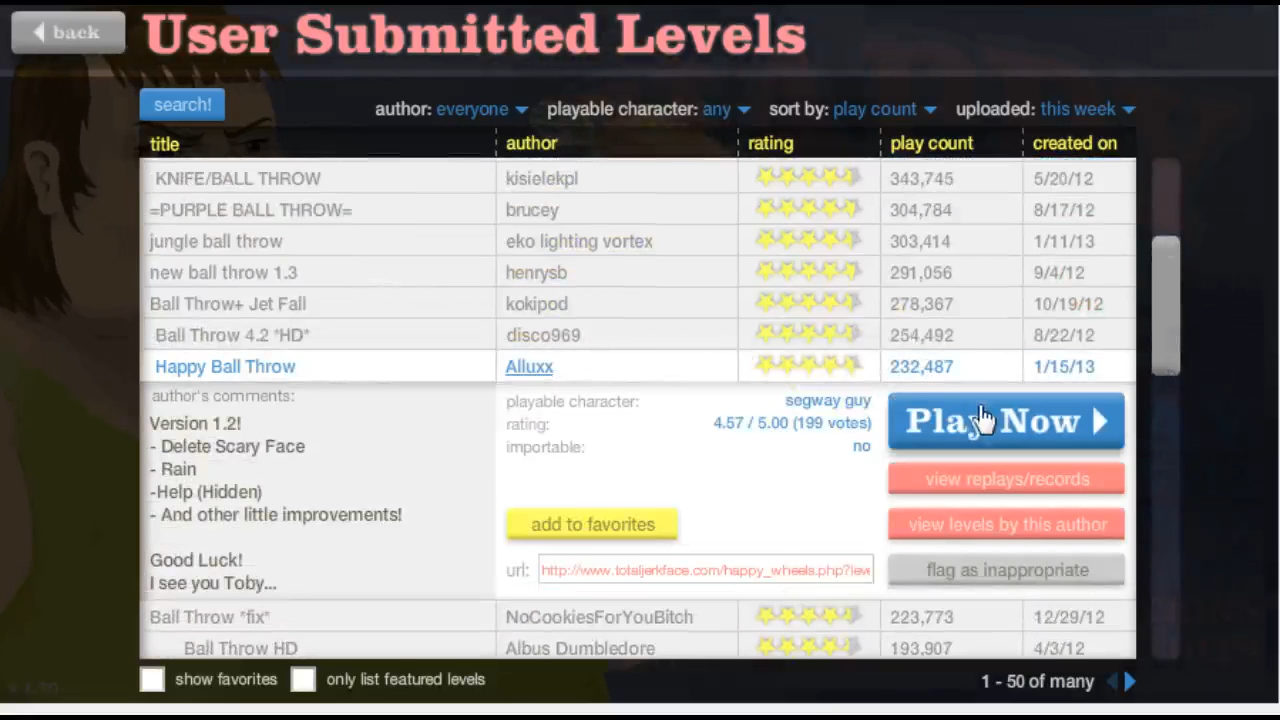 back
User Submitted Levels
search!
author: everyone playable character: any sort by: play count uploaded: this week
title author rating play count created on
KNIFE/BALL THROW kisielekpl 343,745 5/20/12
=PURPLE BALL THROW= brucey 304,784 8/17/12
jungle ball throw eko lighting vortex 303,414 1/11/13
new ball throw 1.3 henrysb 291,056 9/4/12
Ball Throw+ Jet Fall kokipod 278,367 10/19/12
Ball Throw 4.2 *HD* disco969 254,492 8/22/12
Happy Ball Throw Alluxx 232,487 1/15/13
author's comments:
Version 1.2!
- Delete Scary Face
- Rain
-Help (Hidden)
- And other little improvements!
Good Luck!
I see you Toby...
playable character: segway guy
rating: 4.57 / 5.00 (199 votes)
importable: no
add to favorites
url: http://www.totaljerkface.com/happy_wheels.php?leve
Play Now
view replays/records
view levels by this author
flag as inappropriate
Ball Throw *fix* NoCookiesForYouBitch 223,773 12/29/12
Ball Throw HD Albus Dumbledore 193,907 4/3/12
show favorites only list featured levels 1 - 50 of many